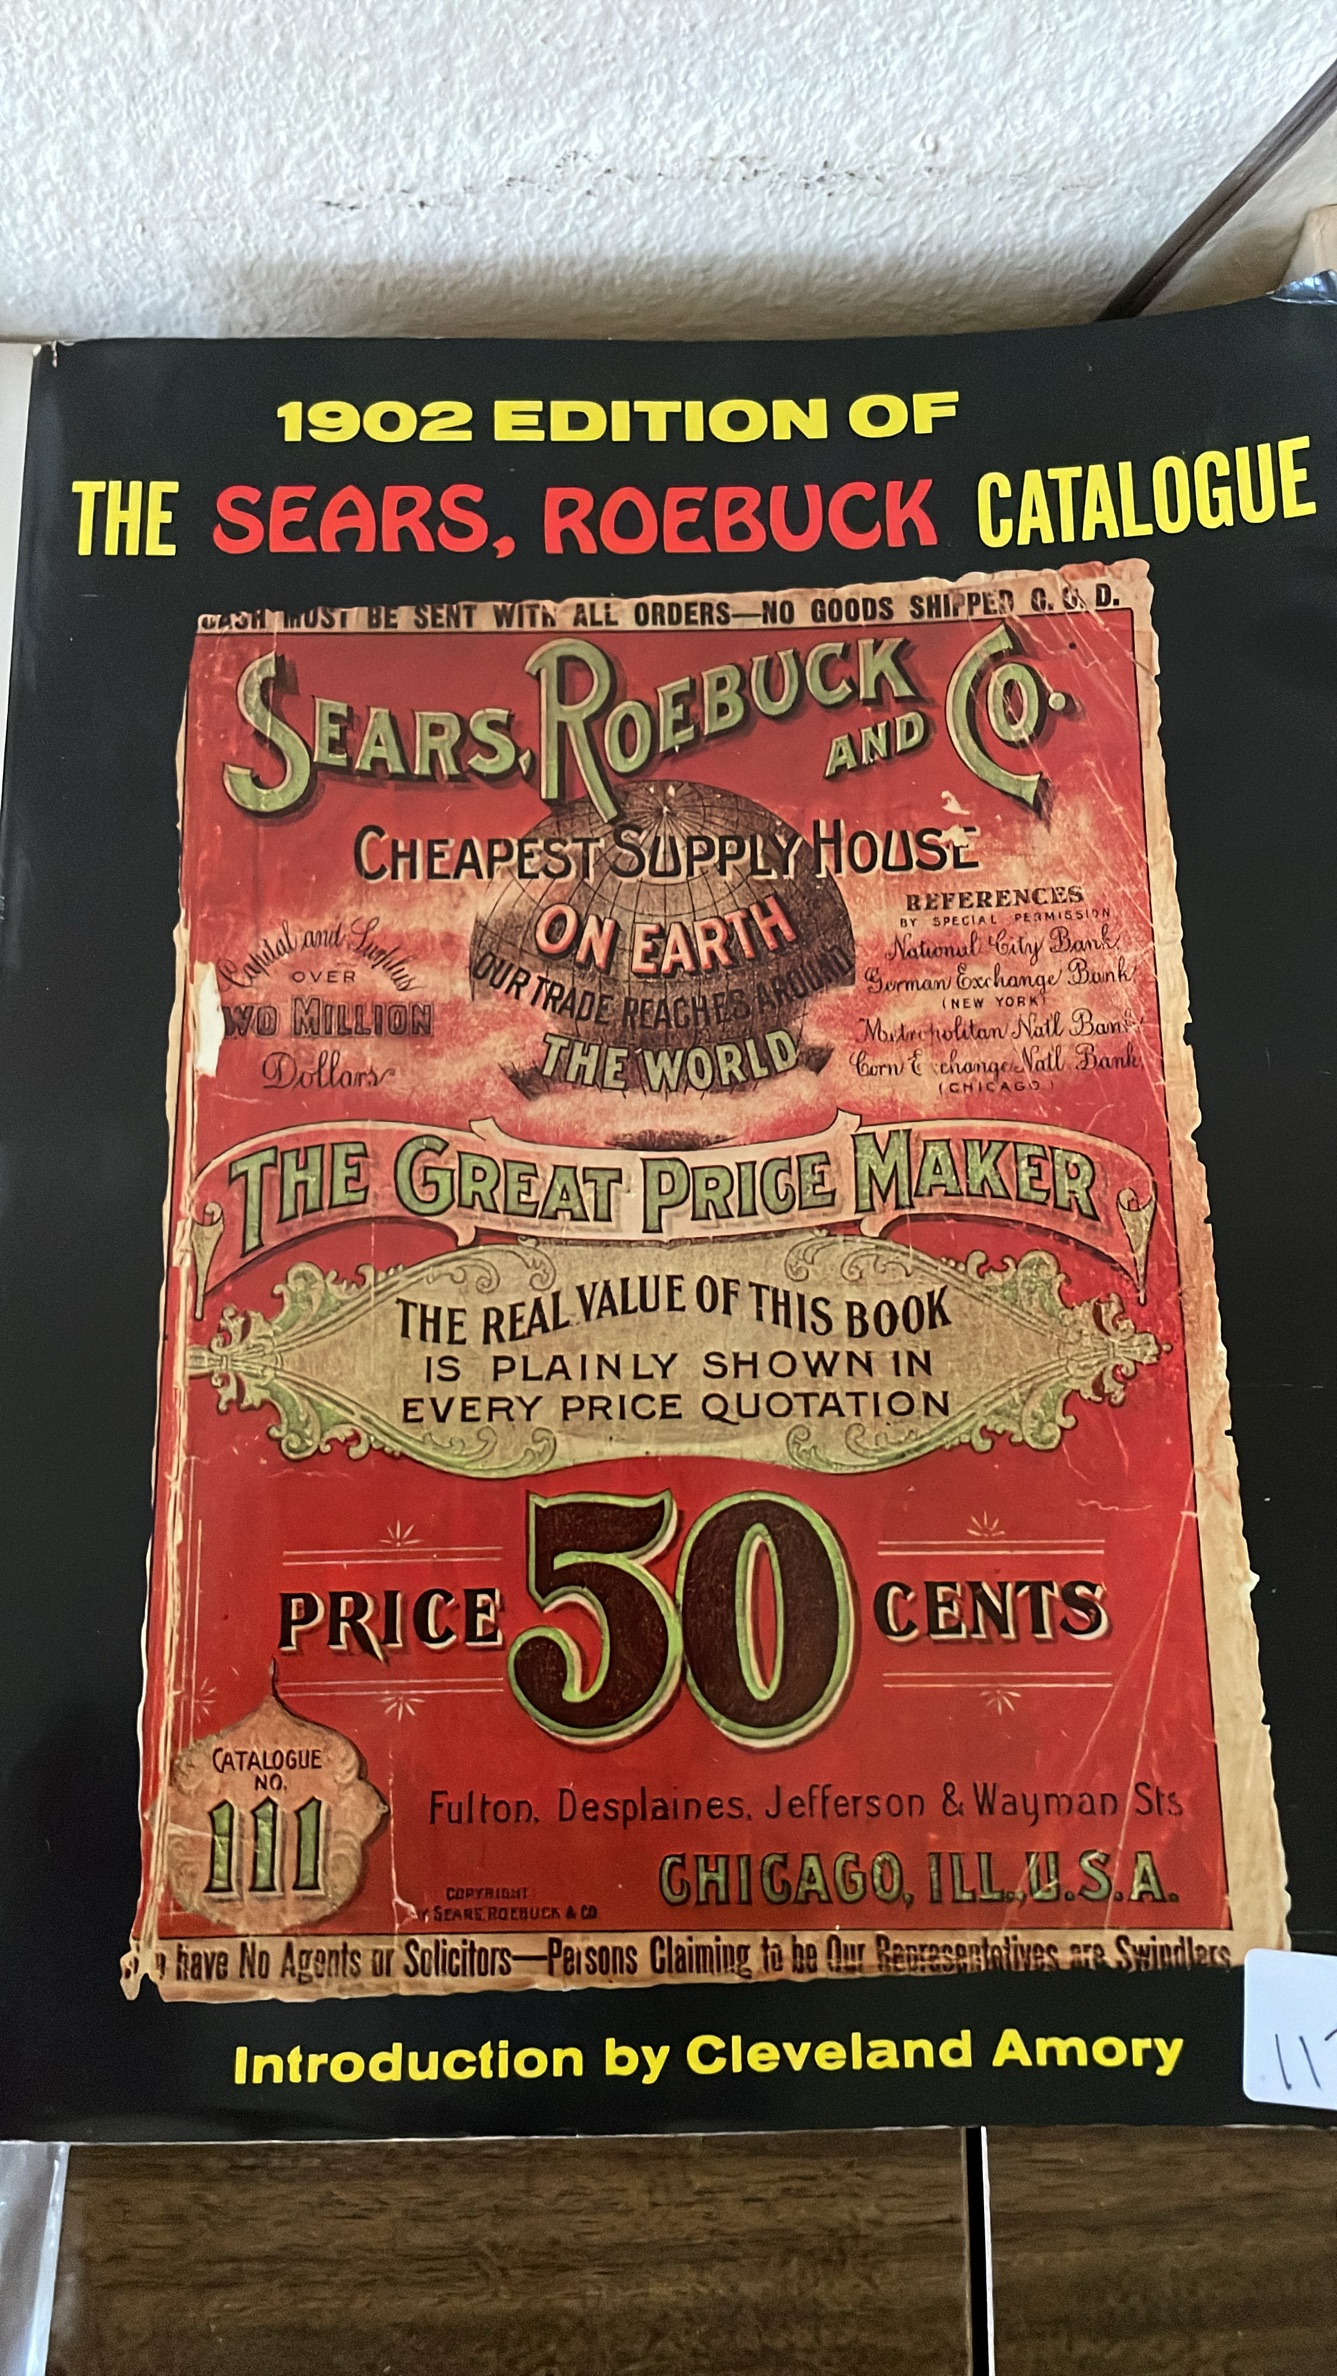 1902 EDITION OF
THE SEARS, ROEBUCK CATALOGUE
CASH MUST BE SENT WITH ALL ORDERS—NO GOODS SHIPPED C. O. D.
SEARS, ROEBUCK AND CO.
CHEAPEST SUPPLY HOUSE
ON EARTH
OUR TRADE REACHES AROUND
THE WORLD
Capital and Surplus
OVER
WO MILLION
Dollars
REFERENCES
BY SPECIAL PERMISSION
National City Bank
German Exchange Bank
(NEW YORK)
Metropolitan Nat'l Bank
Corn Exchange Natl. Bank
(CHICAGO)
THE GREAT PRICE MAKER
THE REAL VALUE OF THIS BOOK
IS PLAINLY SHOWN IN
EVERY PRICE QUOTATION
PRICE 50 CENTS
CATALOGUE
NO.
111
Fulton, Desplaines, Jefferson & Wayman Sts
CHICAGO, ILL., U.S.A.
COPYRIGHT
BY SEARS, ROEBUCK & CO.
have No Agents or Solicitors—Persons Claiming to be Our Representatives are Swindlers
Introduction by Cleveland Amory